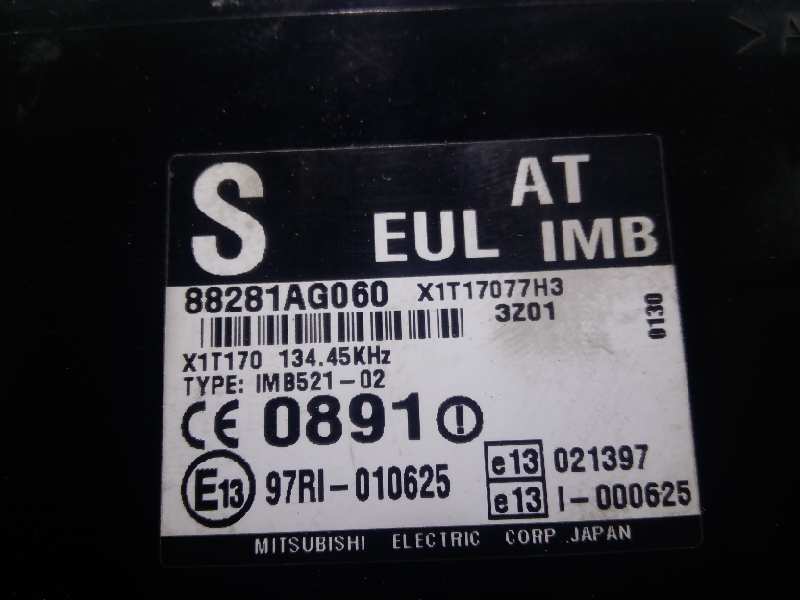 S AT
EUL IMB
88281AG060 X1T17077H3
3Z01
0130
X1T170 134.45KHz
TYPE: IMB521-02
CE 0891
E13 97RI-010625
e13 021397
e13 I-000625
MITSUBISHI ELECTRIC CORP. JAPAN